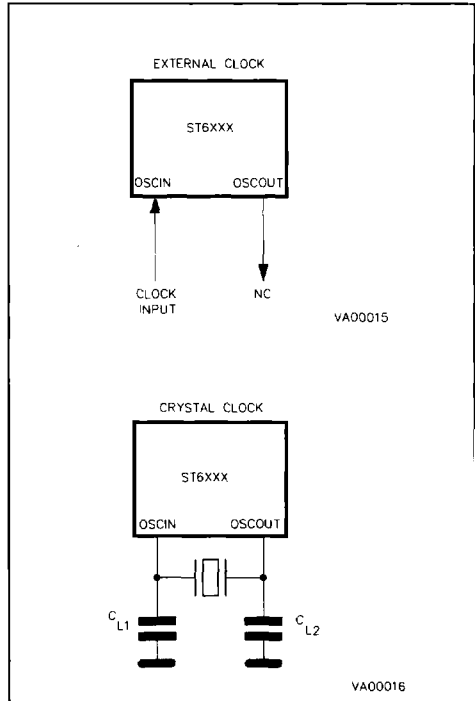 EXTERNAL CLOCK
ST6XXX
OSCIN OSCOUT
CLOCK INPUT
NC
VA00015
CRYSTAL CLOCK
ST6XXX
OSCIN OSCOUT
CL1
CL2
VA00016